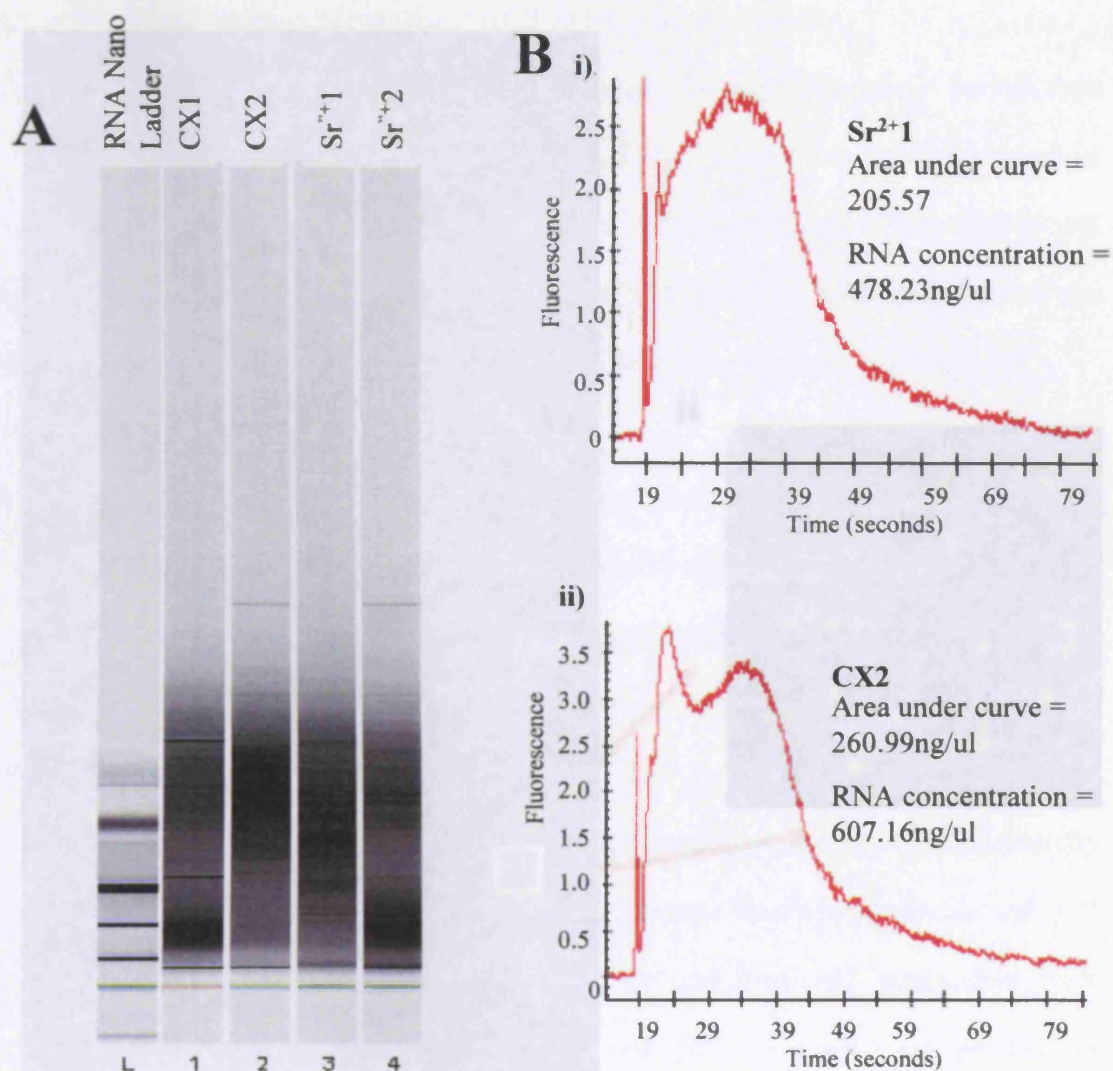 A
RNA Nano
Ladder
CX1
CX2
Sr"+1
Sr"+2
L
1
2
3
4
B
i)
Fluorescence
2.5
2.0
1.5
1.0
0.5
0
Sr2+1
Area under curve =
205.57
RNA concentration =
478.23ng/ul
19 29 39 49 59 69 79
Time (seconds)
ii)
Fluorescence
3.5
3.0
2.5
2.0
1.5
1.0
0.5
0
CX2
Area under curve =
260.99ng/ul
RNA concentration =
607.16ng/ul
19 29 39 49 59 69 79
Time (seconds)